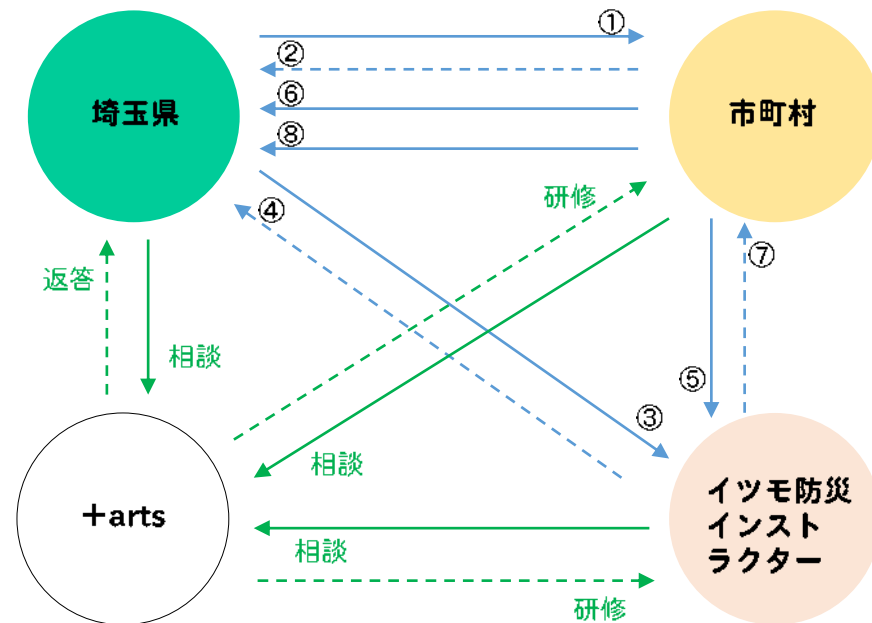 ①
②
⑥
⑧
埼玉県
市町村
研修
④
⑦
返答
相談
⑤
③
相談
＋arts
イツモ防災
インスト
ラクター
相談
研修